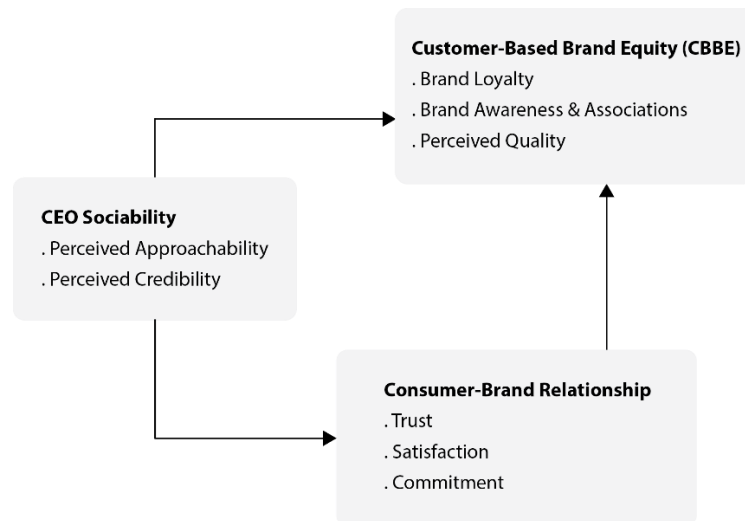 Customer-Based Brand Equity (CBBE)
. Brand Loyalty
. Brand Awareness & Associations
. Perceived Quality
CEO Sociability
. Perceived Approachability
. Perceived Credibility
Consumer-Brand Relationship
. Trust
. Satisfaction
. Commitment